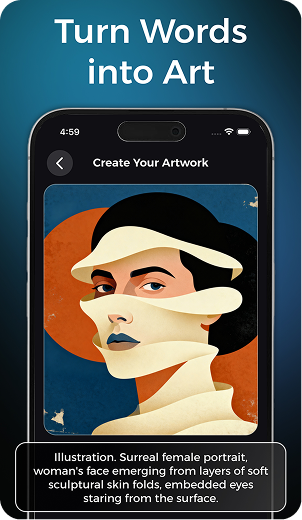 Turn Words
into Art
4:59
Create Your Artwork
Illustration. Surreal female portrait,
woman's face emerging from layers of soft
sculptural skin folds, embedded eyes
staring from the surface.